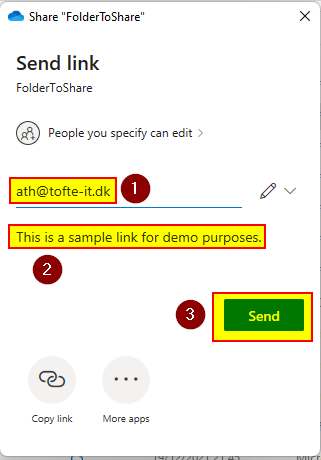 Share "FolderToShare"
Send link
FolderToShare
People you specify can edit
ath@tofte-it.dk
1
This is a sample link for demo purposes.
2
3
Send
Copy link
More apps